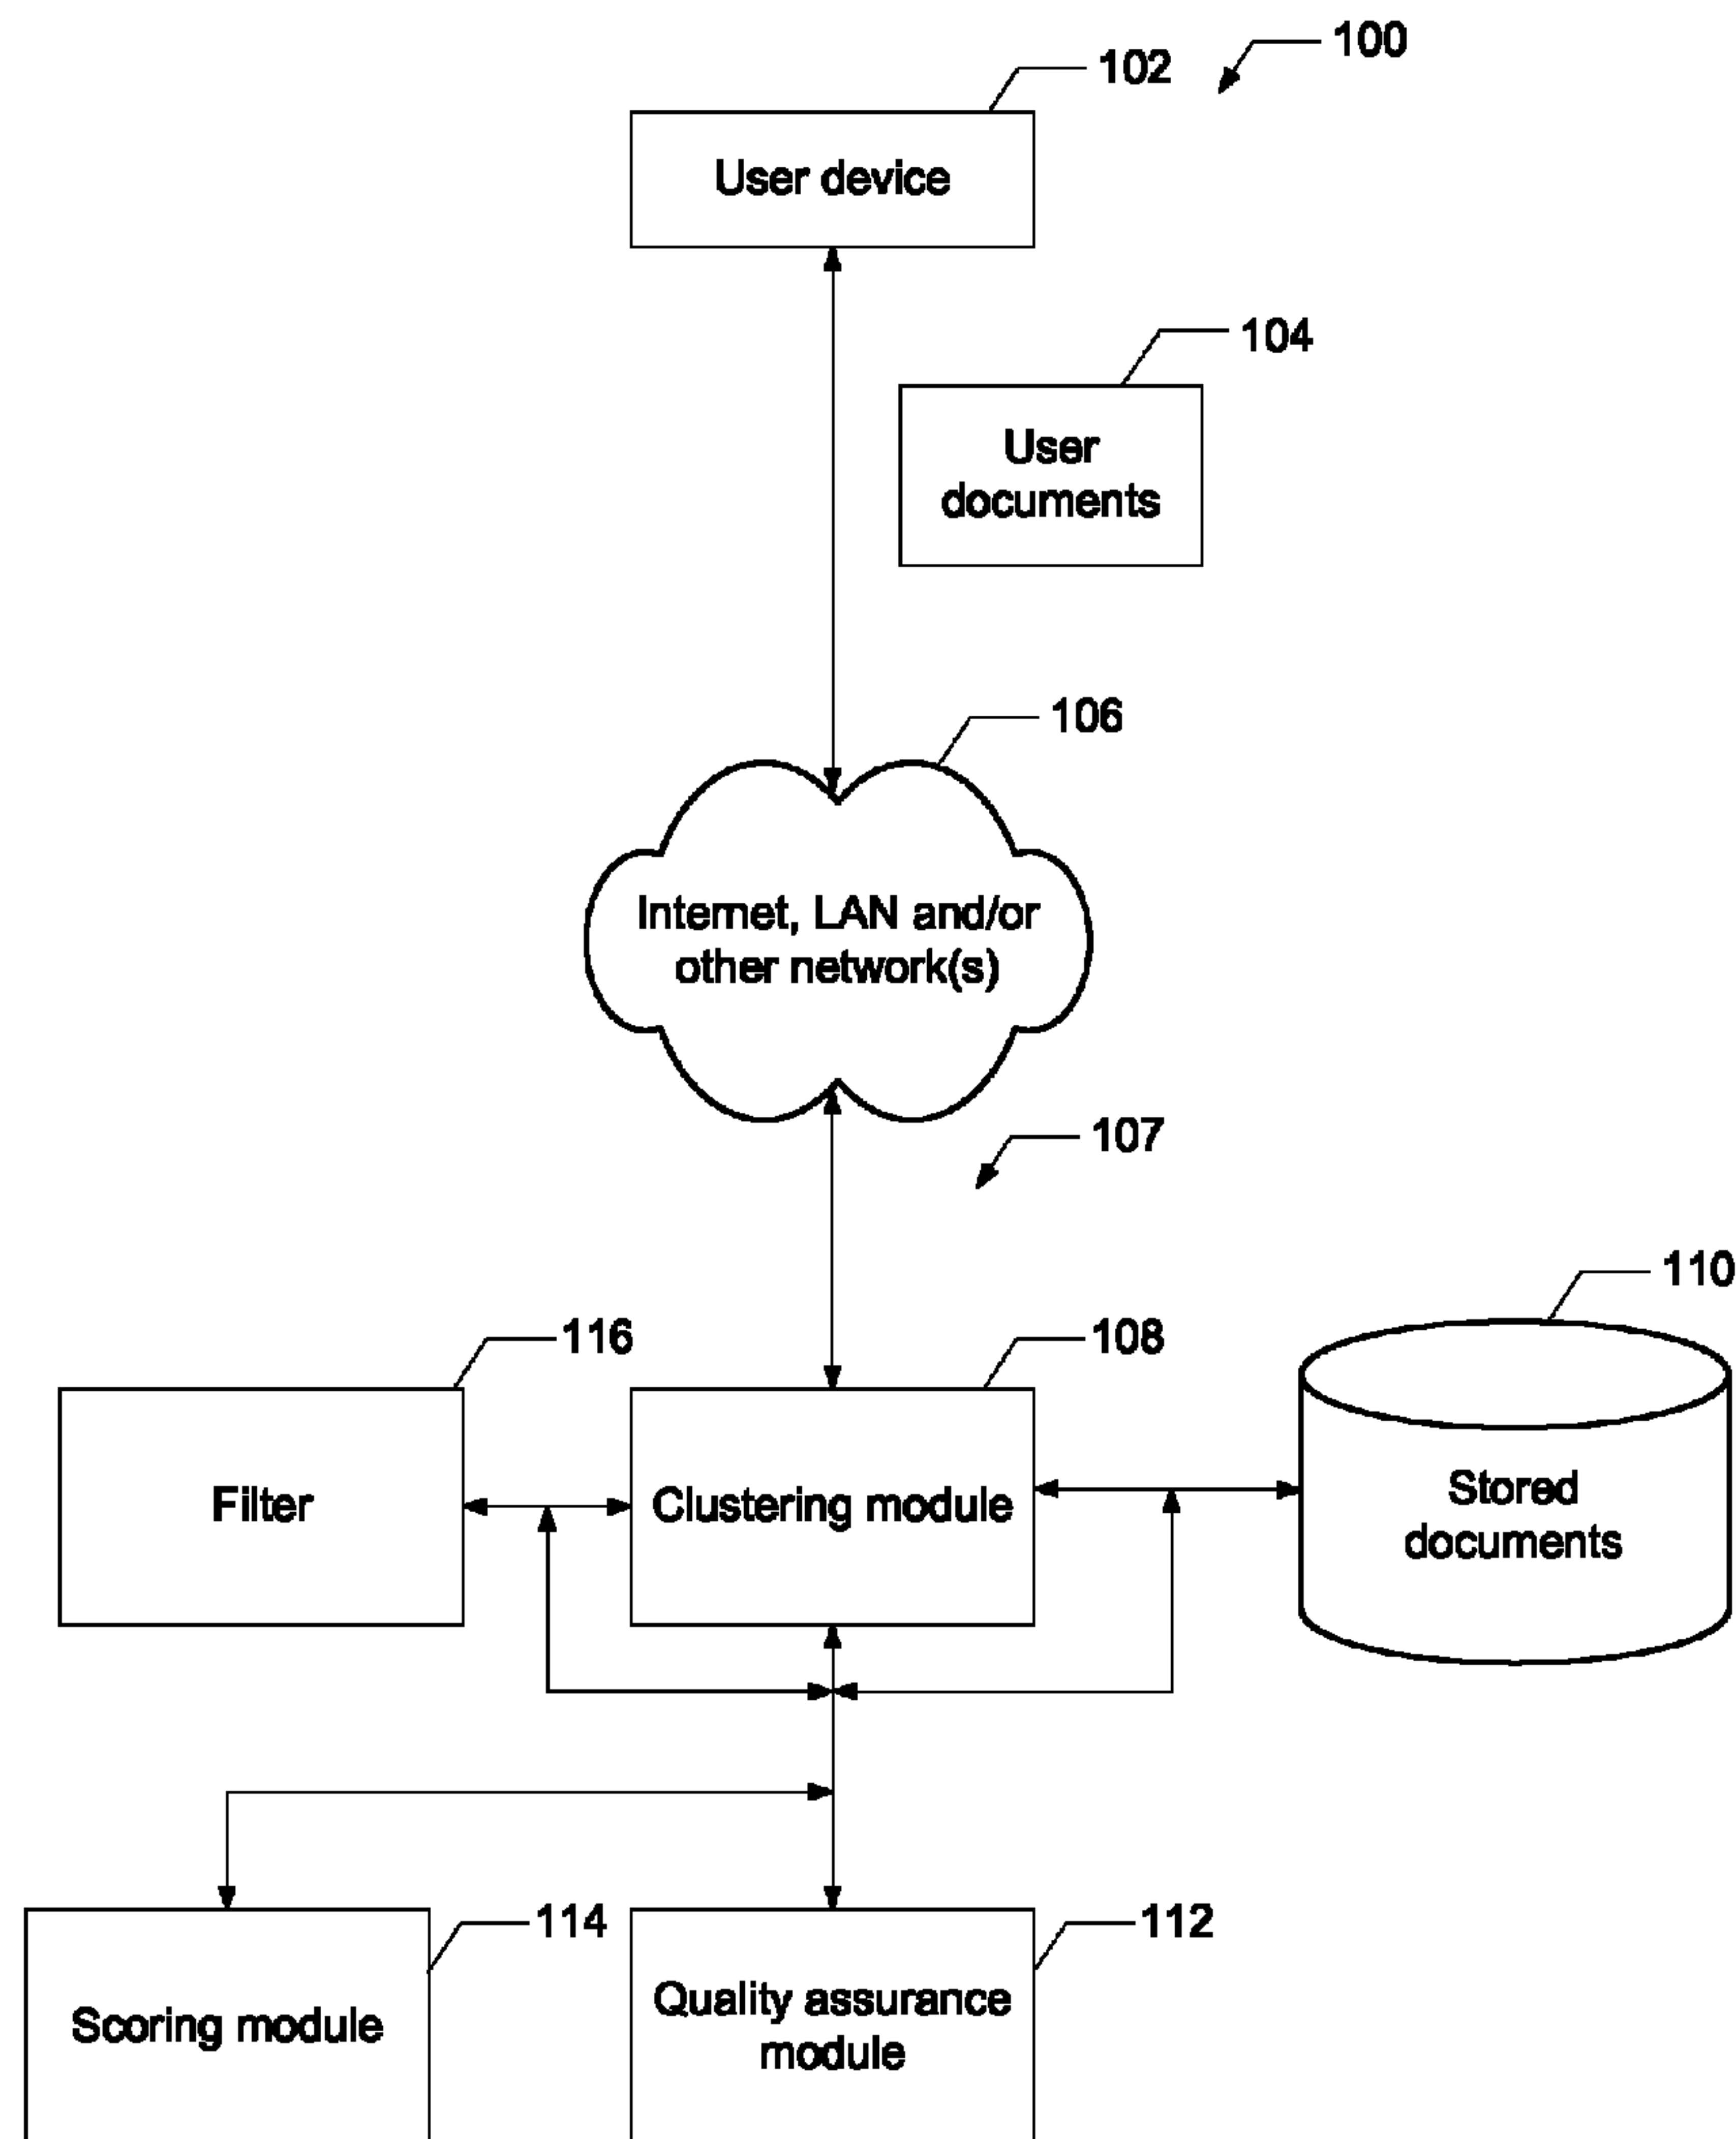 100
102
User device
104
User
documents
106
Internet, LAN and/or
other network(s)
107
110
116
108
Filter
Clustering module
Stored
documents
114
112
Scoring module
Quality assurance
module